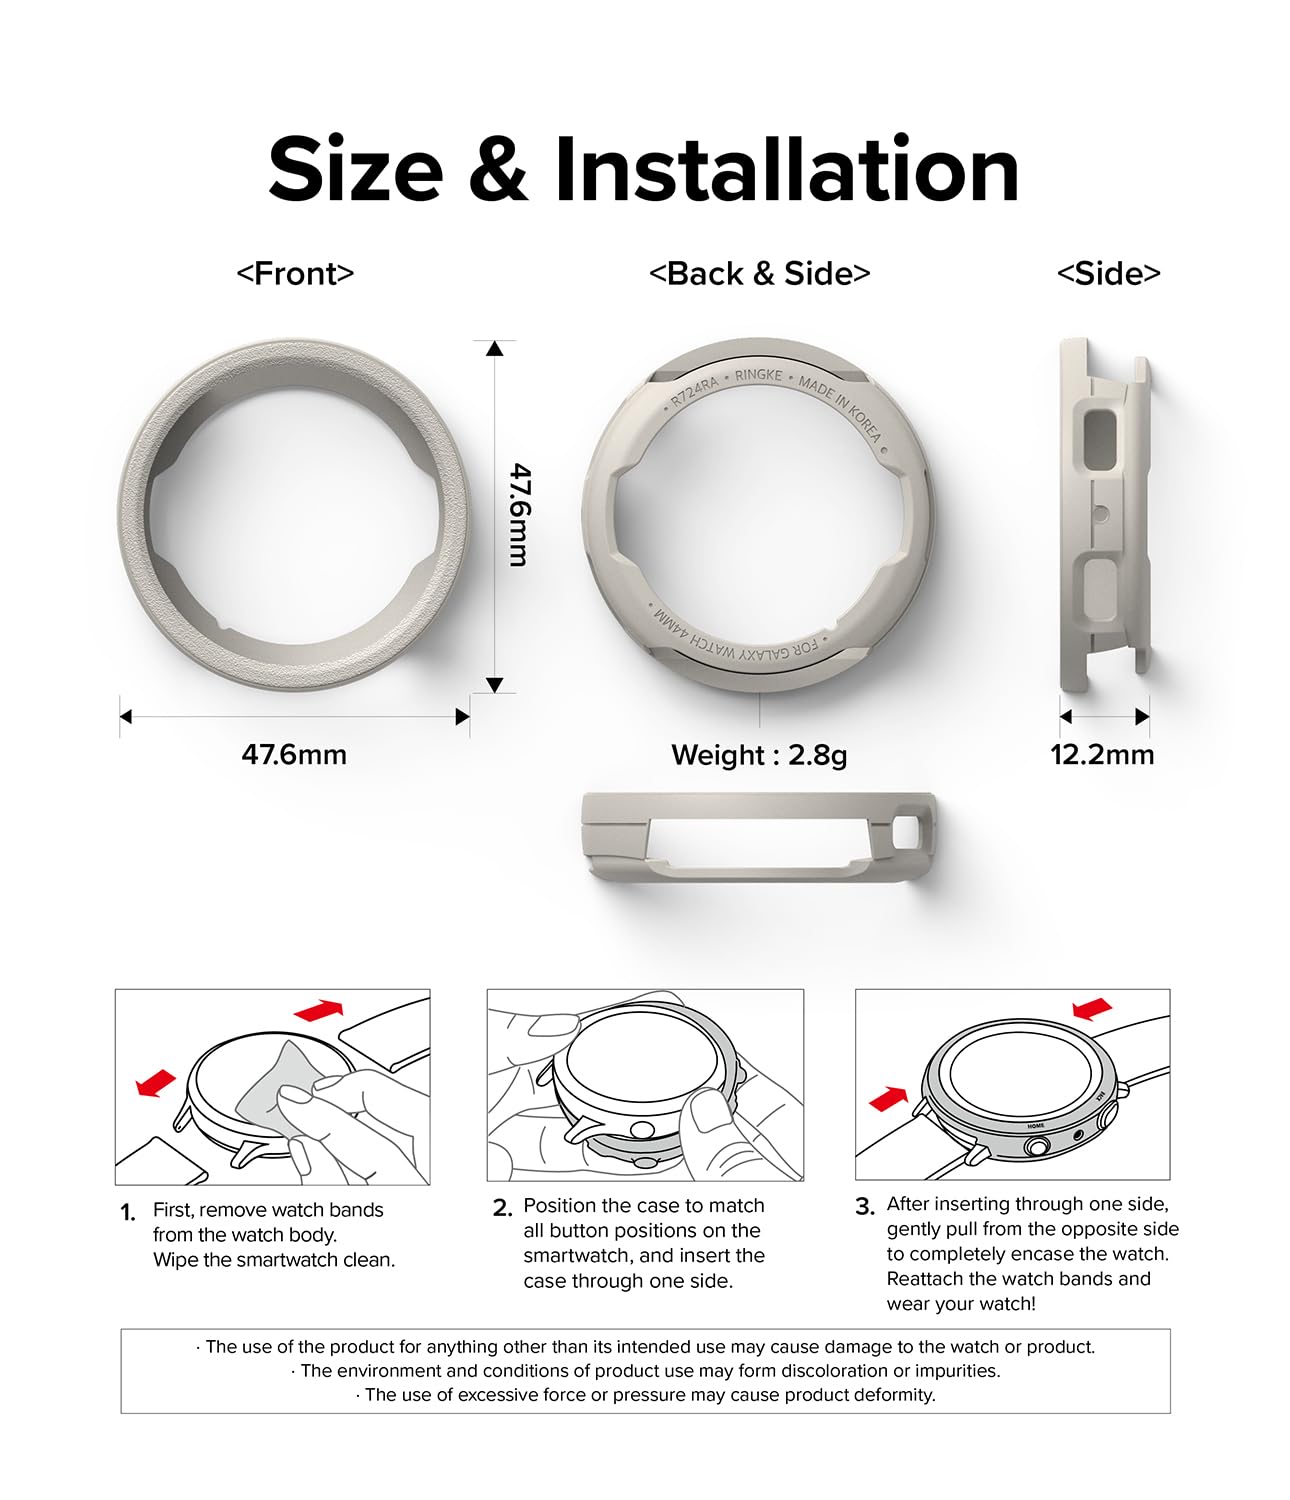 Size & Installation
<Front>
<Back & Side>
<Side>
• R724RA • RINGKE • MADE IN KOREA •
• FOR GALAXY WATCH 44MM •
47.6mm
47.6mm
Weight : 2.8g
12.2mm
HOME
BACK
1. First, remove watch bands
from the watch body.
Wipe the smartwatch clean.
2. Position the case to match
all button positions on the
smartwatch, and insert the
case through one side.
3. After inserting through one side,
gently pull from the opposite side
to completely encase the watch.
Reattach the watch bands and
wear your watch!
· The use of the product for anything other than its intended use may cause damage to the watch or product.
· The environment and conditions of product use may form discoloration or impurities.
· The use of excessive force or pressure may cause product deformity.